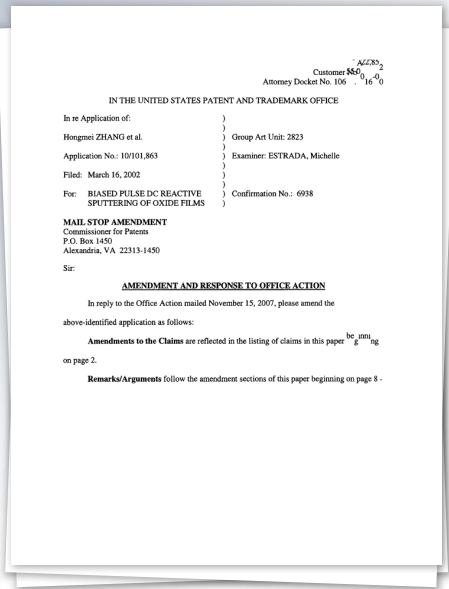 Customer
Attorney Docket No. 106
IN THE UNITED STATES PATENT AND TRADEMARK OFFICE
In re Application of: )
Hongmei ZHANG et al. ) Group Art Unit: 2823
Application No.: 10/101,863 ) Examiner: ESTRADA, Michelle
Filed: March 16, 2002 )
For: BIASED PULSE DC REACTIVE ) Confirmation No.: 6938
SPUTTERING OF OXIDE FILMS )
MAIL STOP AMENDMENT
Commissioner for Patents
P.O. Box 1450
Alexandria, VA 22313-1450
Sir:
AMENDMENT AND RESPONSE TO OFFICE ACTION
In reply to the Office Action mailed November 15, 2007, please amend the
above-identified application as follows:
Amendments to the Claims are reflected in the listing of claims in this paper beginning
on page 2.
Remarks/Arguments follow the amendment sections of this paper beginning on page 8 -